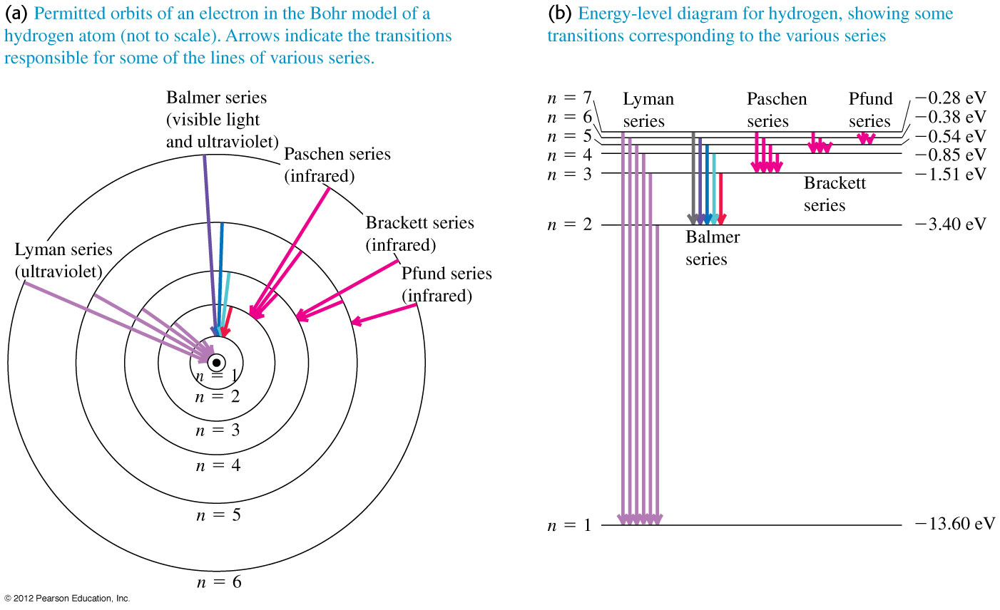 (a) Permitted orbits of an electron in the Bohr model of a
hydrogen atom (not to scale). Arrows indicate the transitions
responsible for some of the lines of various series.
Balmer series
(visible light
and ultraviolet)
Paschen series
(infrared)
Brackett series
(infrared)
Pfund series
(infrared)
Lyman series
(ultraviolet)
n = 1
n = 2
n = 3
n = 4
n = 5
n = 6
(b) Energy-level diagram for hydrogen, showing some
transitions corresponding to the various series
n = 7
n = 6
n = 5
n = 4
n = 3
n = 2
n = 1
Lyman
series
Paschen
series
Pfund
series
Brackett
series
Balmer
series
−0.28 eV
−0.38 eV
−0.54 eV
−0.85 eV
−1.51 eV
−3.40 eV
−13.60 eV
© 2012 Pearson Education, Inc.